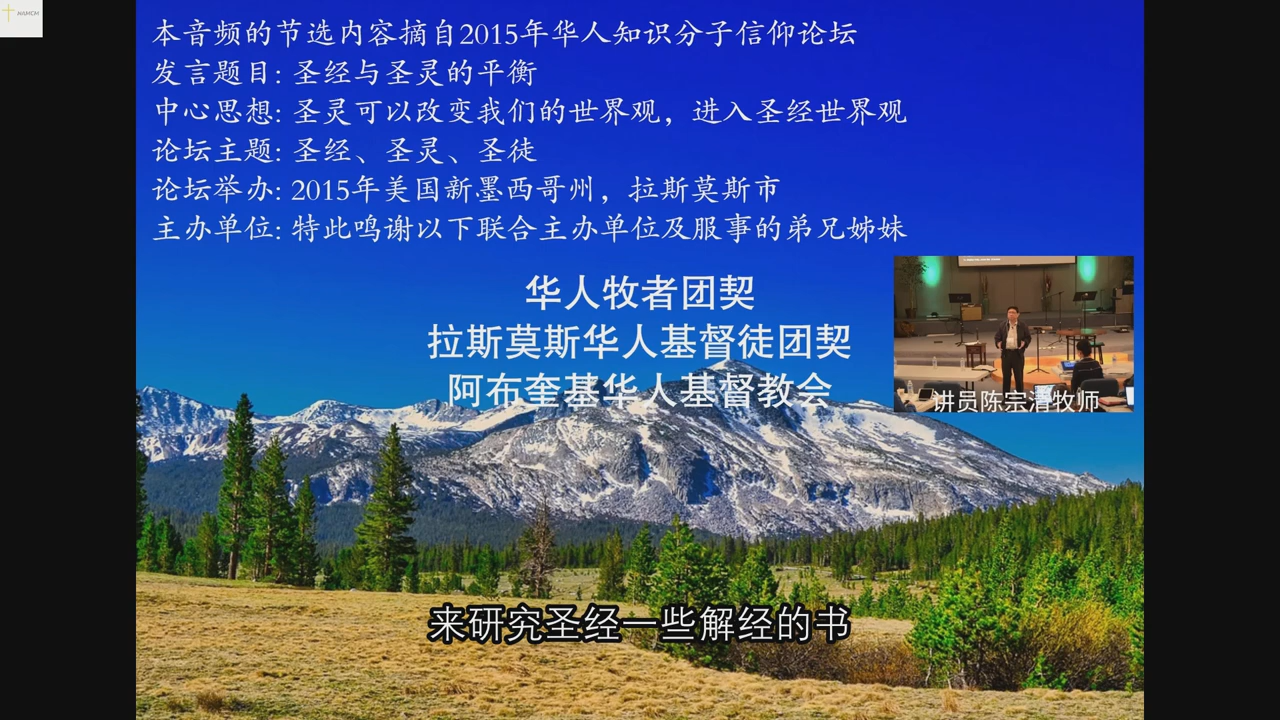 NAMCM
本音频的节选内容摘自2015年华人知识分子信仰论坛
发言题目: 圣经与圣灵的平衡
中心思想: 圣灵可以改变我们的世界观，进入圣经世界观
论坛主题: 圣经、圣灵、圣徒
论坛举办: 2015年美国新墨西哥州，拉斯莫斯市
主办单位: 特此鸣谢以下联合主办单位及服事的弟兄姊妹
华人牧者团契
拉斯莫斯华人基督徒团契
阿布奎基华人基督教会
讲员陈宗清牧师
来研究圣经一些解经的书